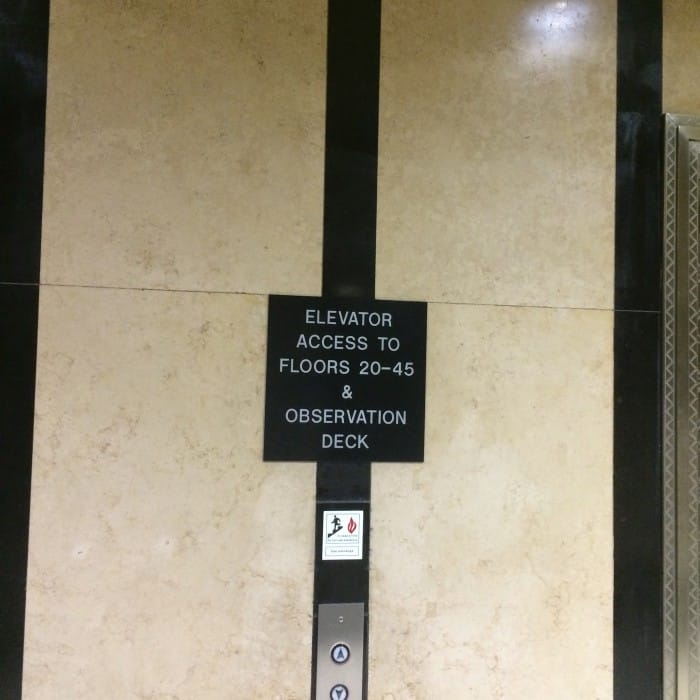 ELEVATOR
ACCESS TO
FLOORS 20-45
&
OBSERVATION
DECK